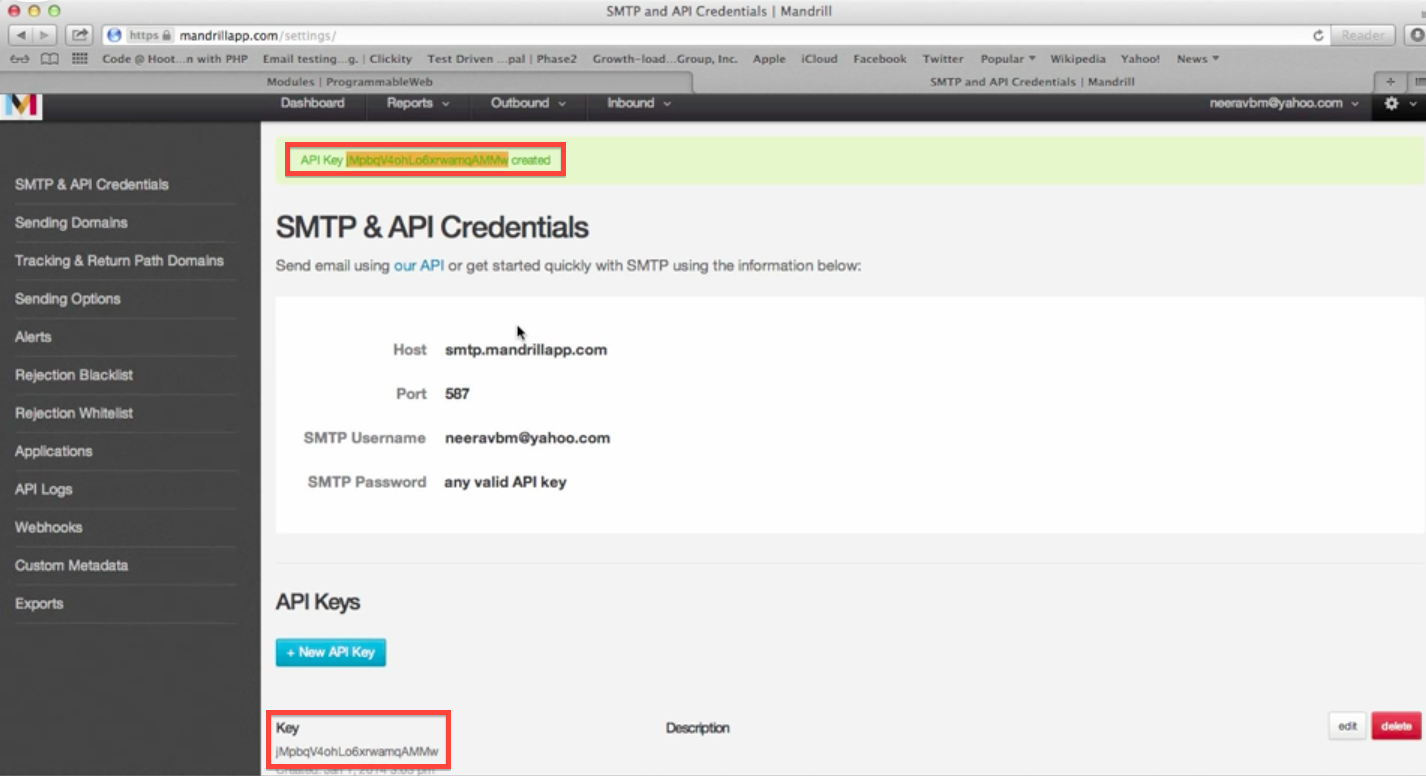 SMTP and API Credentials | Mandrill
https mandrillapp.com/settings/ Reader
Code @ Hoot...n with PHP Email testing...g. | Clickity Test Driven ...pal | Phase2 Growth-load...Group, Inc. Apple iCloud Facebook Twitter Popular Wikipedia Yahoo! News
Modules | ProgrammableWeb SMTP and API Credentials | Mandrill
Dashboard Reports Outbound Inbound neeravbm@yahoo.com
API Key jMpbqV4ohLo6xrwamqAMMw created
SMTP & API Credentials
Sending Domains
Tracking & Return Path Domains
Sending Options
Alerts
Rejection Blacklist
Rejection Whitelist
Applications
API Logs
Webhooks
Custom Metadata
Exports
SMTP & API Credentials
Send email using our API or get started quickly with SMTP using the information below:
Host smtp.mandrillapp.com
Port 587
SMTP Username neeravbm@yahoo.com
SMTP Password any valid API key
API Keys
+ New API Key
Key Description edit delete
jMpbqV4ohLo6xrwamqAMMw